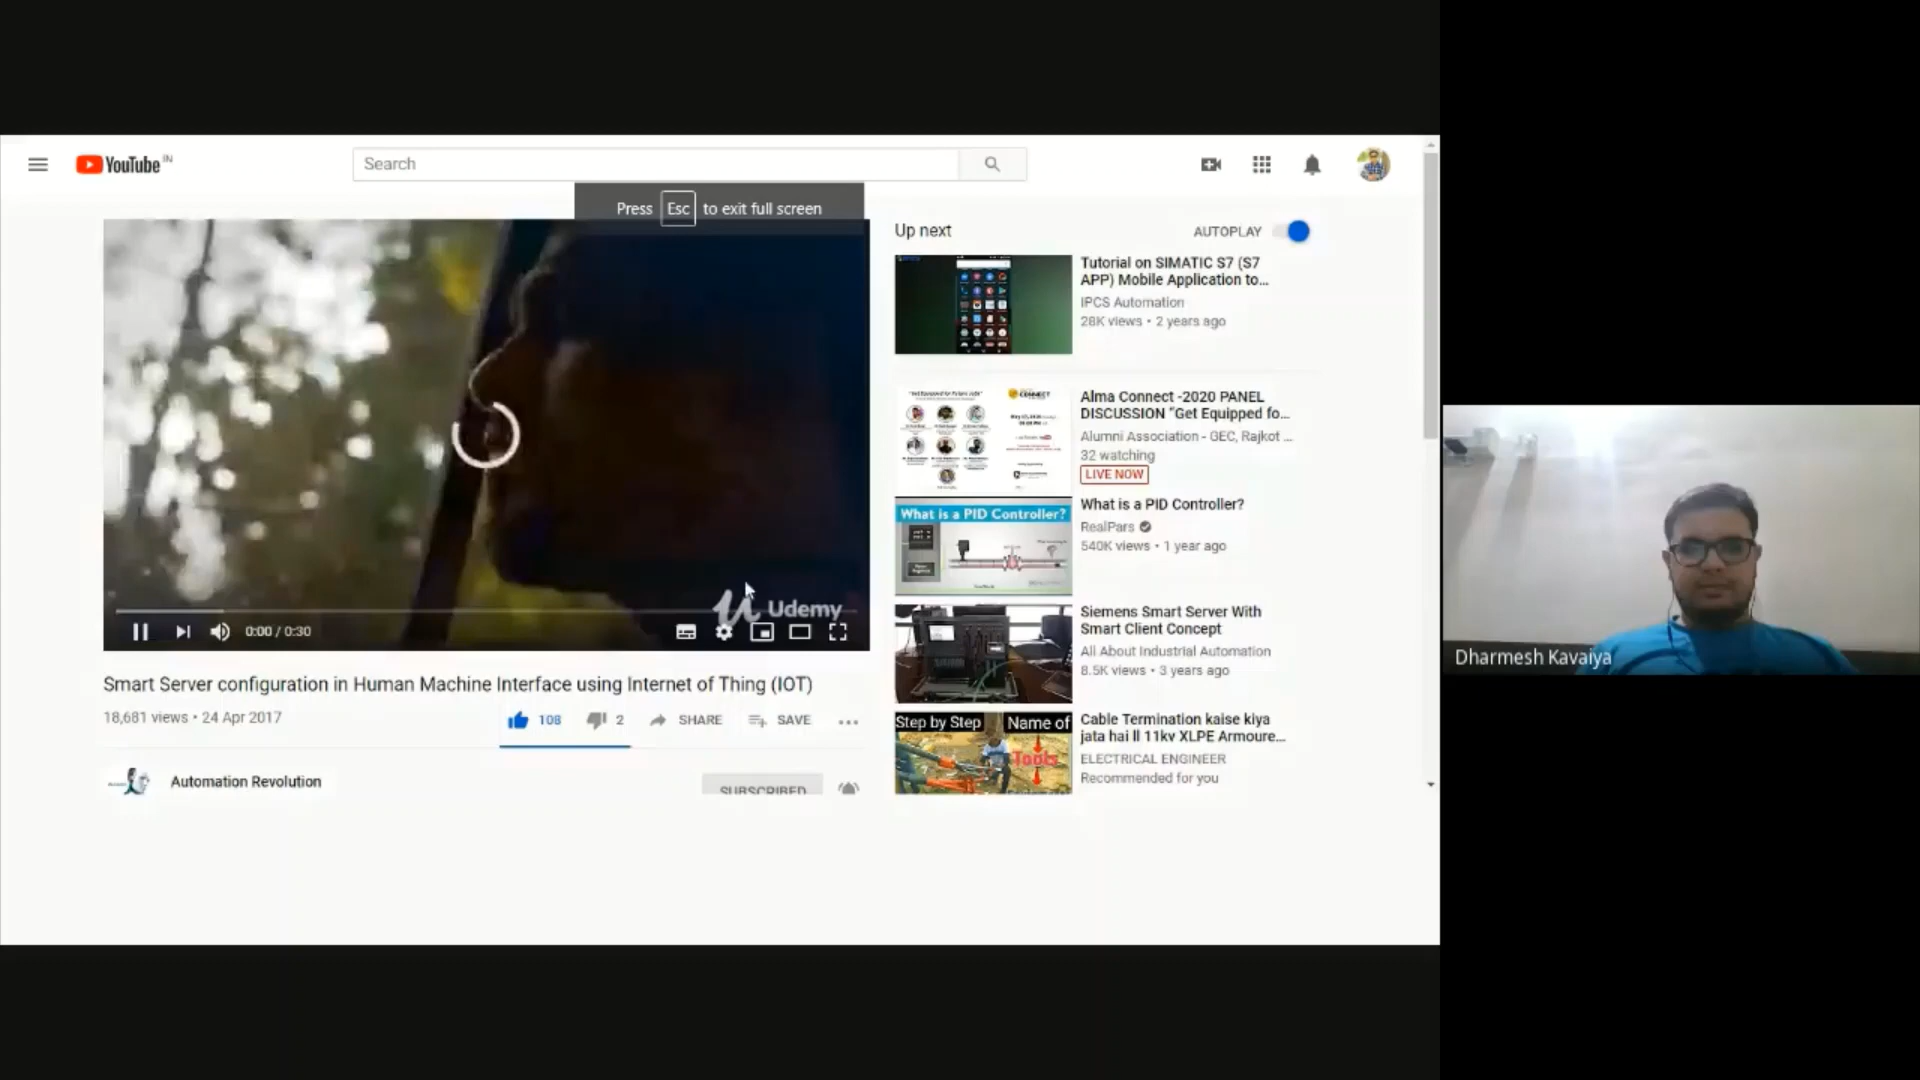 YouTube IN
Search
Press Esc to exit full screen
Udemy
0:00 / 0:30
Smart Server configuration in Human Machine Interface using Internet of Thing (IOT)
18,681 views • 24 Apr 2017
108
2
SHARE
SAVE
Automation Revolution
SUBSCRIBED
Up next
AUTOPLAY
Tutorial on SIMATIC S7 (S7
APP) Mobile Application to...
IPCS Automation
28K views • 2 years ago
CONNECT
Alma Connect -2020 PANEL
DISCUSSION "Get Equipped fo...
Alumni Association - GEC, Rajkot ...
32 watching
LIVE NOW
What is a PID Controller?
What is a PID Controller?
RealPars
540K views • 1 year ago
Siemens Smart Server With
Smart Client Concept
All About Industrial Automation
8.5K views • 3 years ago
Step by Step
Name of
Tools
Cable Termination kaise kiya
jata hai ll 11kv XLPE Armoure...
ELECTRICAL ENGINEER
Recommended for you
Dharmesh Kavaiya